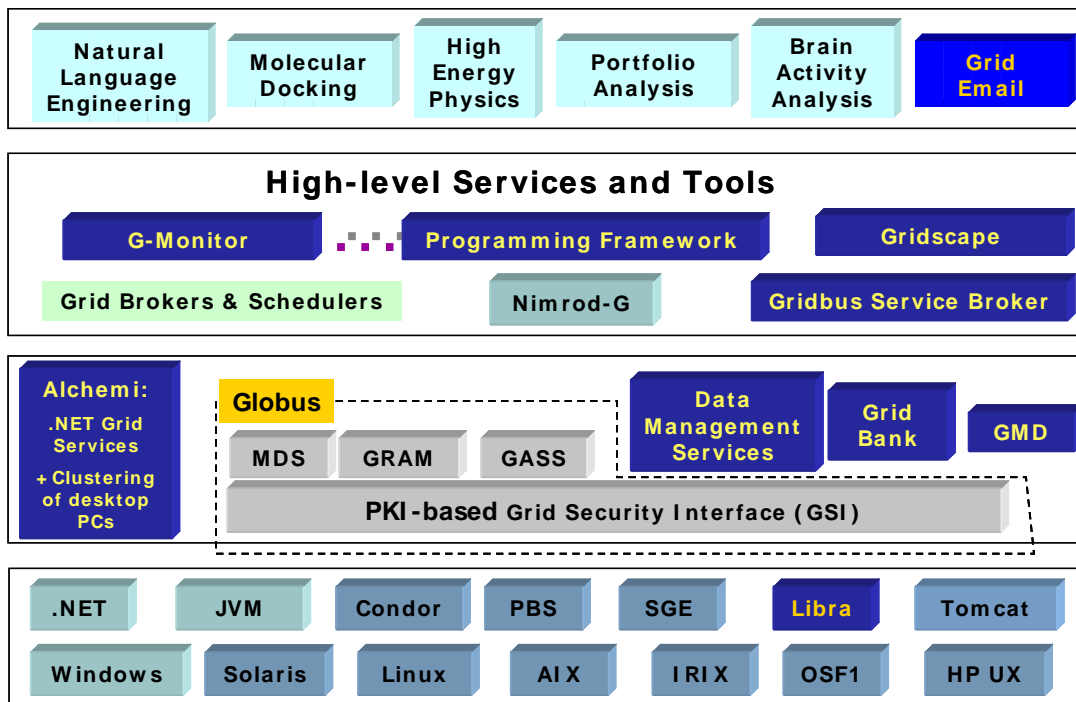 Natural
Language
Engineering
Molecular
Docking
High
Energy
Physics
Portfolio
Analysis
Brain
Activity
Analysis
Grid
Email
High-level Services and Tools
G-Monitor
Programming Framework
Gridscape
Grid Brokers & Schedulers
Nimrod-G
Gridbus Service Broker
Alchemi:
.NET Grid
Services
+ Clustering
of desktop
PCs
Globus
MDS
GRAM
GASS
PKI-based Grid Security Interface (GSI)
Data
Management
Services
Grid
Bank
GMD
.NET
JVM
Condor
PBS
SGE
Libra
Tomcat
Windows
Solaris
Linux
AIX
IRIX
OSF1
HP UX